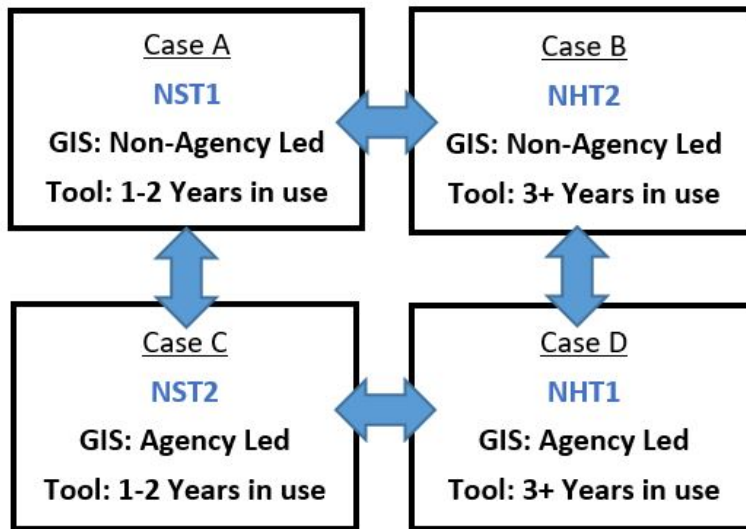 Case A
NST1
GIS: Non-Agency Led
Tool: 1-2 Years in use
Case B
NHT2
GIS: Non-Agency Led
Tool: 3+ Years in use
Case C
NST2
GIS: Agency Led
Tool: 1-2 Years in use
Case D
NHT1
GIS: Agency Led
Tool: 3+ Years in use